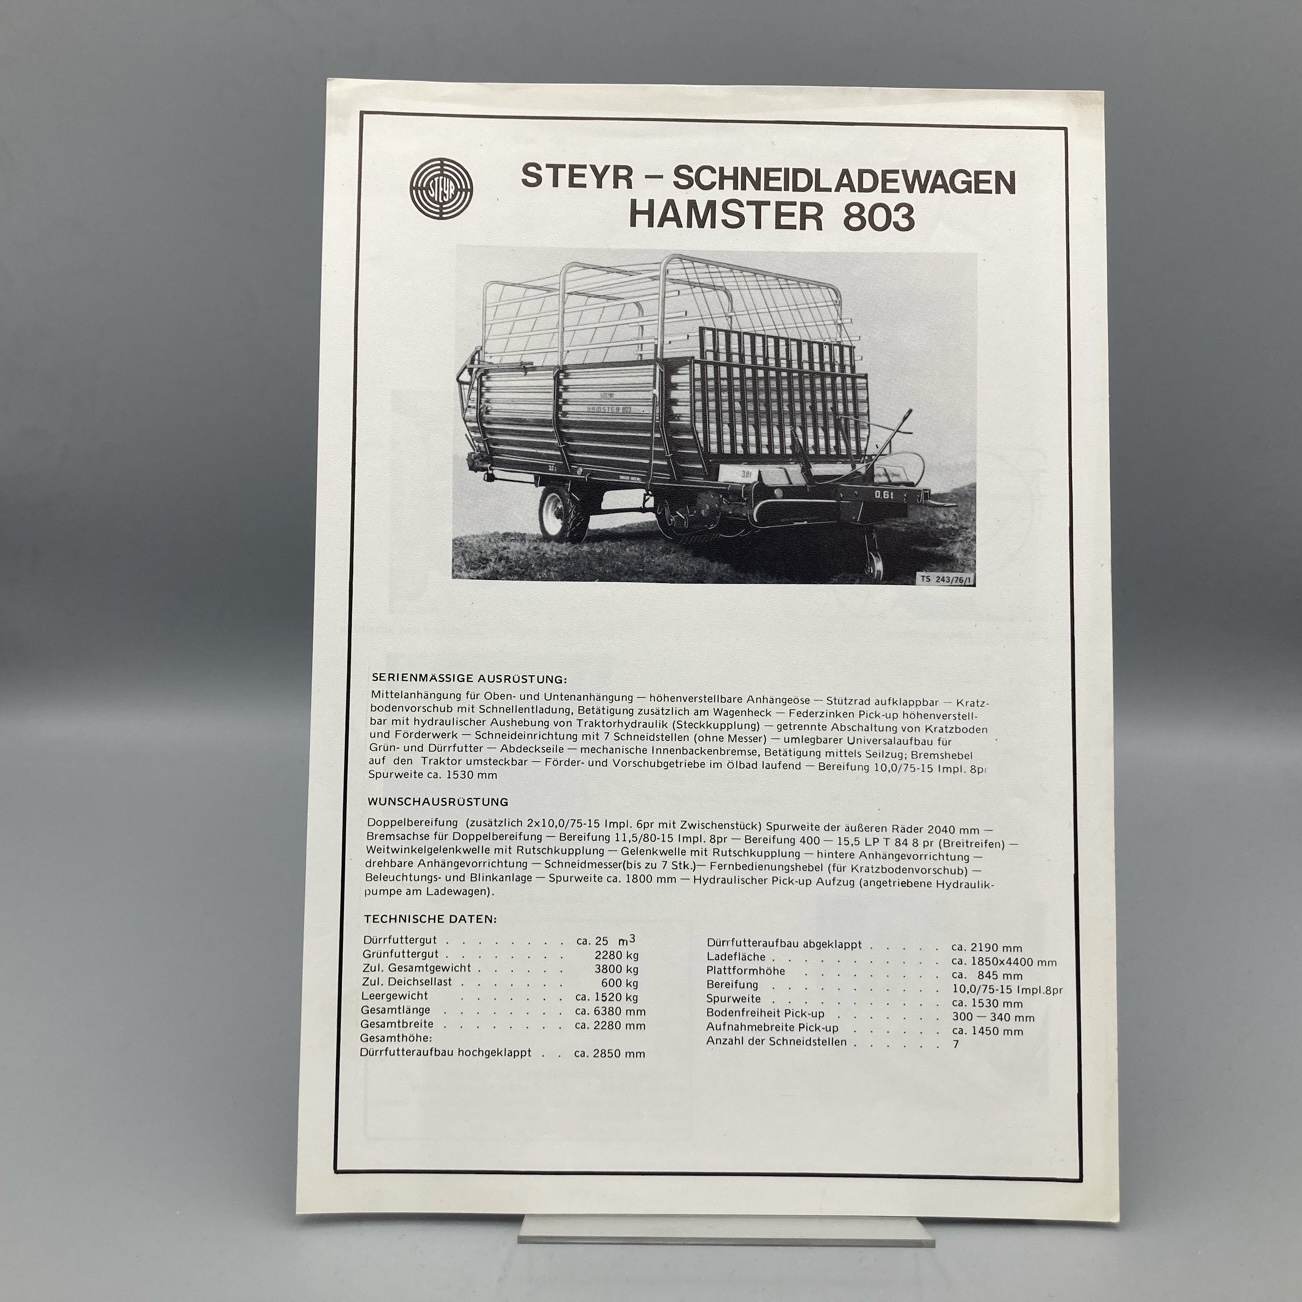 STEYR
STEYR – SCHNEIDLADEWAGEN
HAMSTER 803
HAMSTER 803
3,8t
0.6t
TS 243/76/1
SERIENMÄSSIGE AUSRÜSTUNG:
Mittelanhängung für Oben- und Untenanhängung — höhenverstellbare Anhängeöse — Stützrad aufklappbar — Kratz-
bodenvorschub mit Schnellentladung, Betätigung zusätzlich am Wagenheck — Federzinken Pick-up höhenverstell-
bar mit hydraulischer Aushebung von Traktorhydraulik (Steckkupplung) — getrennte Abschaltung von Kratzboden
und Förderwerk — Schneideinrichtung mit 7 Schneidstellen (ohne Messer) — umlegbarer Universalaufbau für
Grün- und Dürrfutter — Abdeckseile — mechanische Innenbackenbremse, Betätigung mittels Seilzug; Bremshebel
auf den Traktor umsteckbar — Förder- und Vorschubgetriebe im Ölbad laufend — Bereifung 10,0/75-15 Impl. 8pr
Spurweite ca. 1530 mm
WUNSCHAUSRÜSTUNG
Doppelbereifung (zusätzlich 2x10,0/75-15 Impl. 6pr mit Zwischenstück) Spurweite der äußeren Räder 2040 mm —
Bremsachse für Doppelbereifung — Bereifung 11,5/80-15 Impl. 8pr — Bereifung 400 — 15,5 LP T 84 8 pr (Breitreifen) —
Weitwinkelgelenkwelle mit Rutschkupplung — Gelenkwelle mit Rutschkupplung — hintere Anhängevorrichtung —
drehbare Anhängevorrichtung — Schneidmesser(bis zu 7 Stk.)— Fernbedienungshebel (für Kratzbodenvorschub) —
Beleuchtungs- und Blinkanlage — Spurweite ca. 1800 mm — Hydraulischer Pick-up Aufzug (angetriebene Hydraulik-
pumpe am Ladewagen).
TECHNISCHE DATEN:
Dürrfuttergut . . . . . . . . ca. 25 m³
Grünfuttergut . . . . . . . . 2280 kg
Zul. Gesamtgewicht . . . . . . 3800 kg
Zul. Deichsellast . . . . . . . 600 kg
Leergewicht . . . . . . . ca. 1520 kg
Gesamtlänge . . . . . . . . ca. 6380 mm
Gesamtbreite . . . . . . . . ca. 2280 mm
Gesamthöhe:
Dürrfutteraufbau hochgeklappt . . ca. 2850 mm
Dürrfutteraufbau abgeklappt . . . . . ca. 2190 mm
Ladefläche . . . . . . . . . . ca. 1850x4400 mm
Plattformhöhe . . . . . . . . ca. 845 mm
Bereifung . . . . . . . . . . 10,0/75-15 Impl.8pr
Spurweite . . . . . . . . . . ca. 1530 mm
Bodenfreiheit Pick-up . . . . . . 300 — 340 mm
Aufnahmebreite Pick-up . . . . . . ca. 1450 mm
Anzahl der Schneidstellen . . . . . . 7